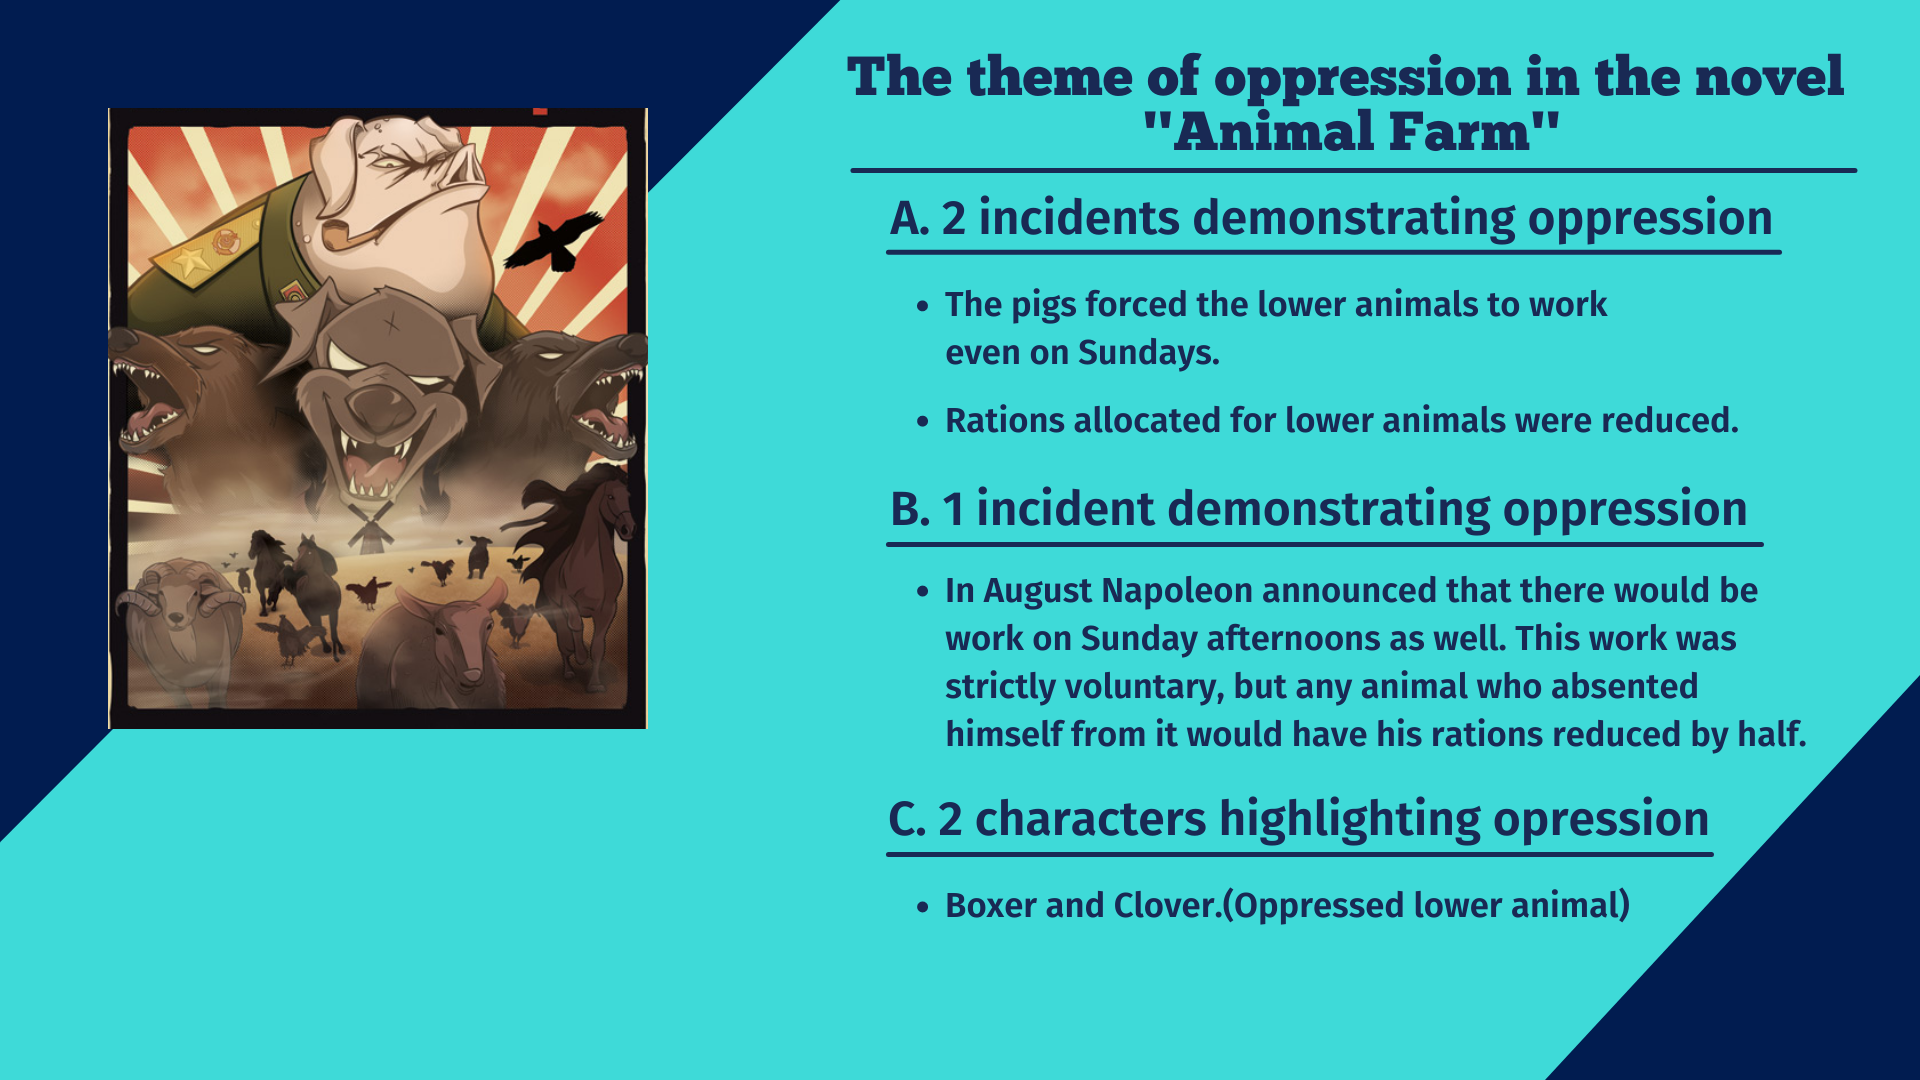 The theme of oppression in the novel
"Animal Farm"
A. 2 incidents demonstrating oppression
• The pigs forced the lower animals to work
even on Sundays.
• Rations allocated for lower animals were reduced.
B. 1 incident demonstrating oppression
• In August Napoleon announced that there would be
work on Sunday afternoons as well. This work was
strictly voluntary, but any animal who absented
himself from it would have his rations reduced by half.
C. 2 characters highlighting opression
• Boxer and Clover.(Oppressed lower animal)